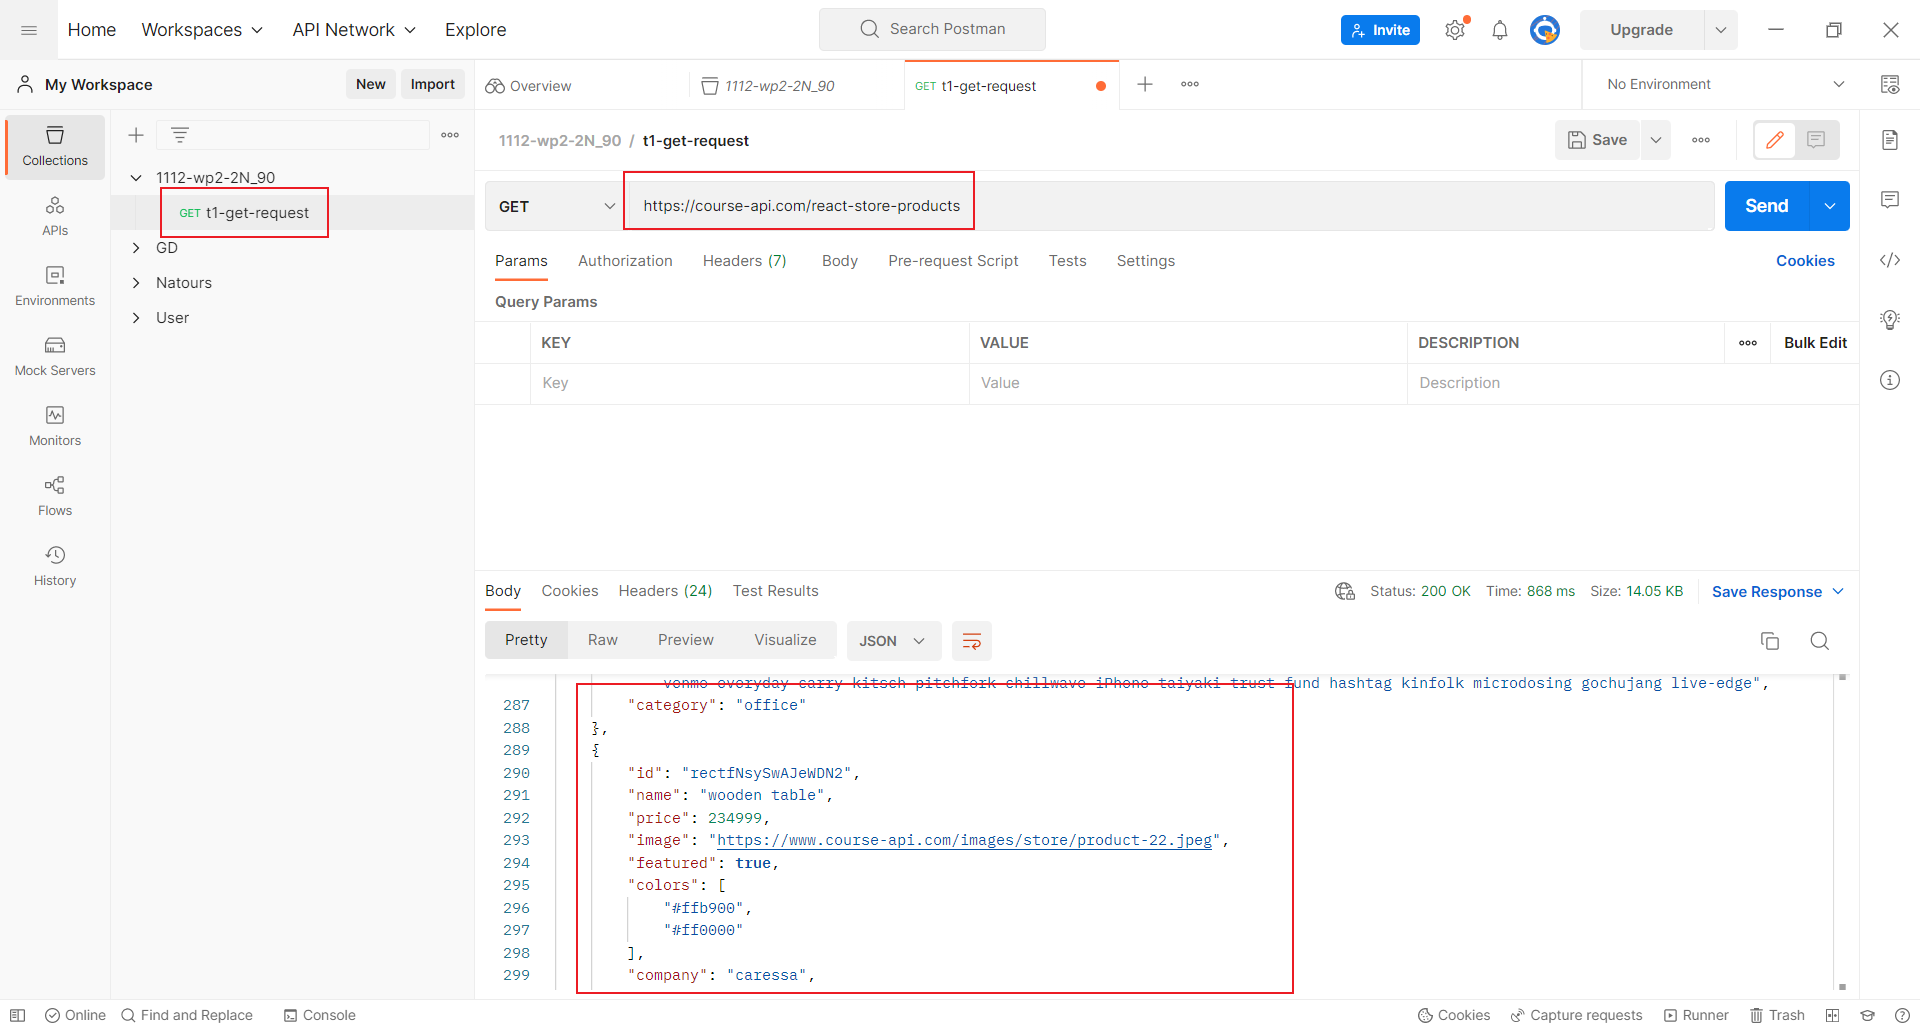 Home Workspaces API Network Explore Search Postman Invite Upgrade
My Workspace New Import Overview 1112-wp2-2N_90 GET t1-get-request No Environment
Collections
APIs
Environments
Mock Servers
Monitors
Flows
History
1112-wp2-2N_90
GET t1-get-request
GD
Natours
User
1112-wp2-2N_90 / t1-get-request Save
GET https://course-api.com/react-store-products Send
Params Authorization Headers (7) Body Pre-request Script Tests Settings Cookies
Query Params
KEY VALUE DESCRIPTION Bulk Edit
Key Value Description
Body Cookies Headers (24) Test Results Status: 200 OK Time: 868 ms Size: 14.05 KB Save Response
Pretty Raw Preview Visualize JSON
venmo everyday carry kitsch pitchfork chillwave iPhone taiyaki trust fund hashtag kinfolk microdosing gochujang live-edge",
287 "category": "office"
288 },
289 {
290 "id": "rectfNsySwAJeWDN2",
291 "name": "wooden table",
292 "price": 234999,
293 "image": "https://www.course-api.com/images/store/product-22.jpeg",
294 "featured": true,
295 "colors": [
296 "#ffb900",
297 "#ff0000"
298 ],
299 "company": "caressa",
Online Find and Replace Console Cookies Capture requests Runner Trash